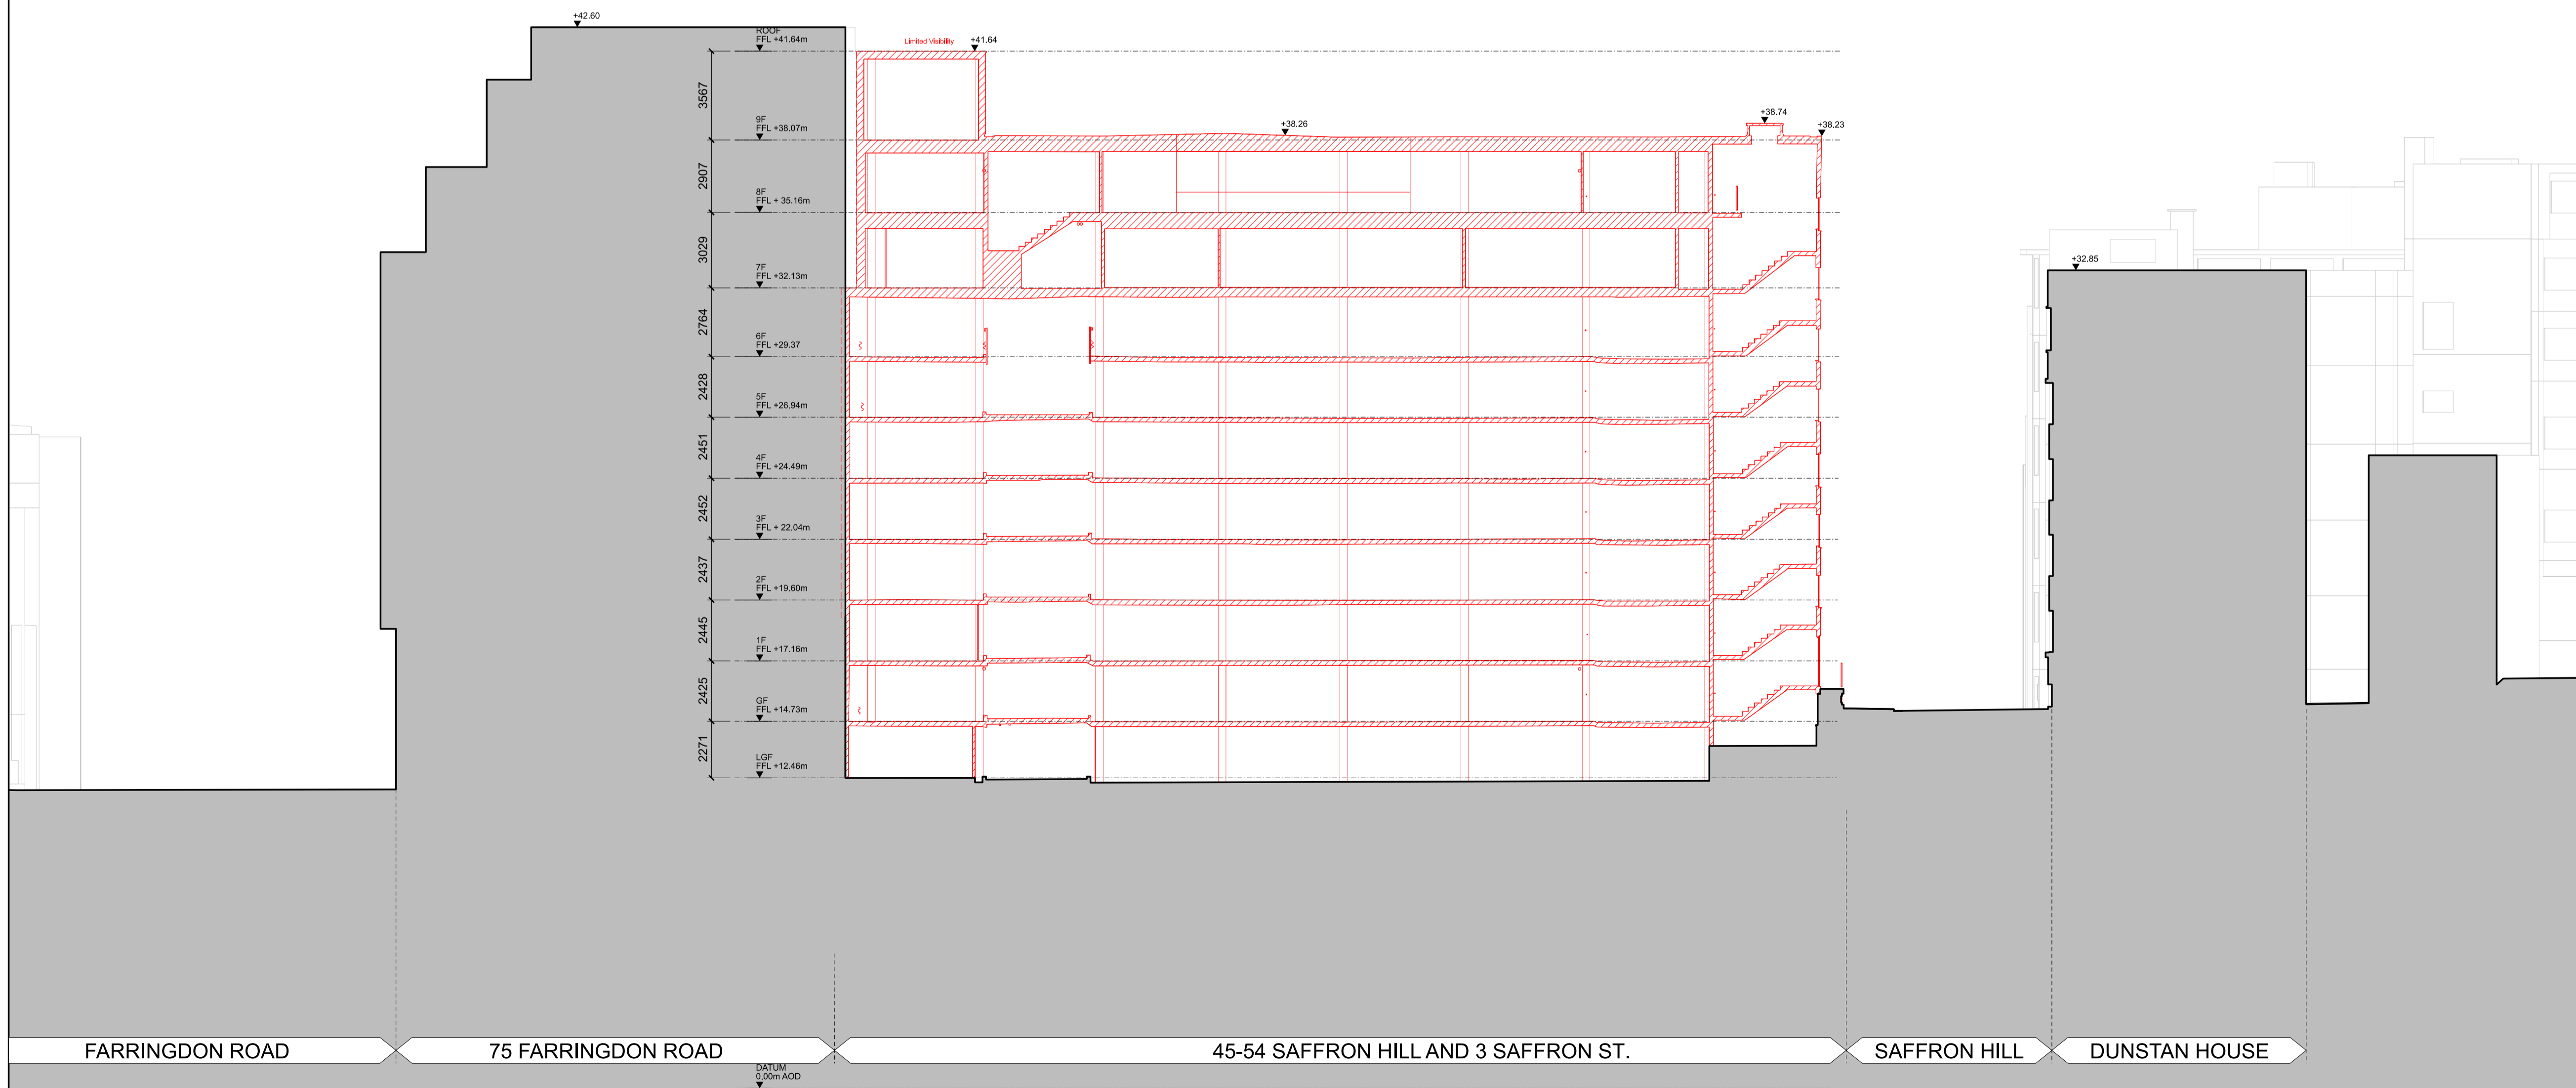 +42.60
ROOF
FFL +41.64m
Limited Visibility
+41.64
3567
9F
FFL +38.07m
+38.26
+38.74
+38.23
2907
8F
FFL + 35.16m
3029
7F
FFL +32.13m
+32.85
2764
6F
FFL +29.37
2428
5F
FFL +26.94m
2451
4F
FFL +24.49m
2452
3F
FFL + 22.04m
2437
2F
FFL +19.60m
2445
1F
FFL +17.16m
2425
GF
FFL +14.73m
2271
LGF
FFL +12.46m
FARRINGDON ROAD
75 FARRINGDON ROAD
45-54 SAFFRON HILL AND 3 SAFFRON ST.
SAFFRON HILL
DUNSTAN HOUSE
DATUM
0.00m AOD